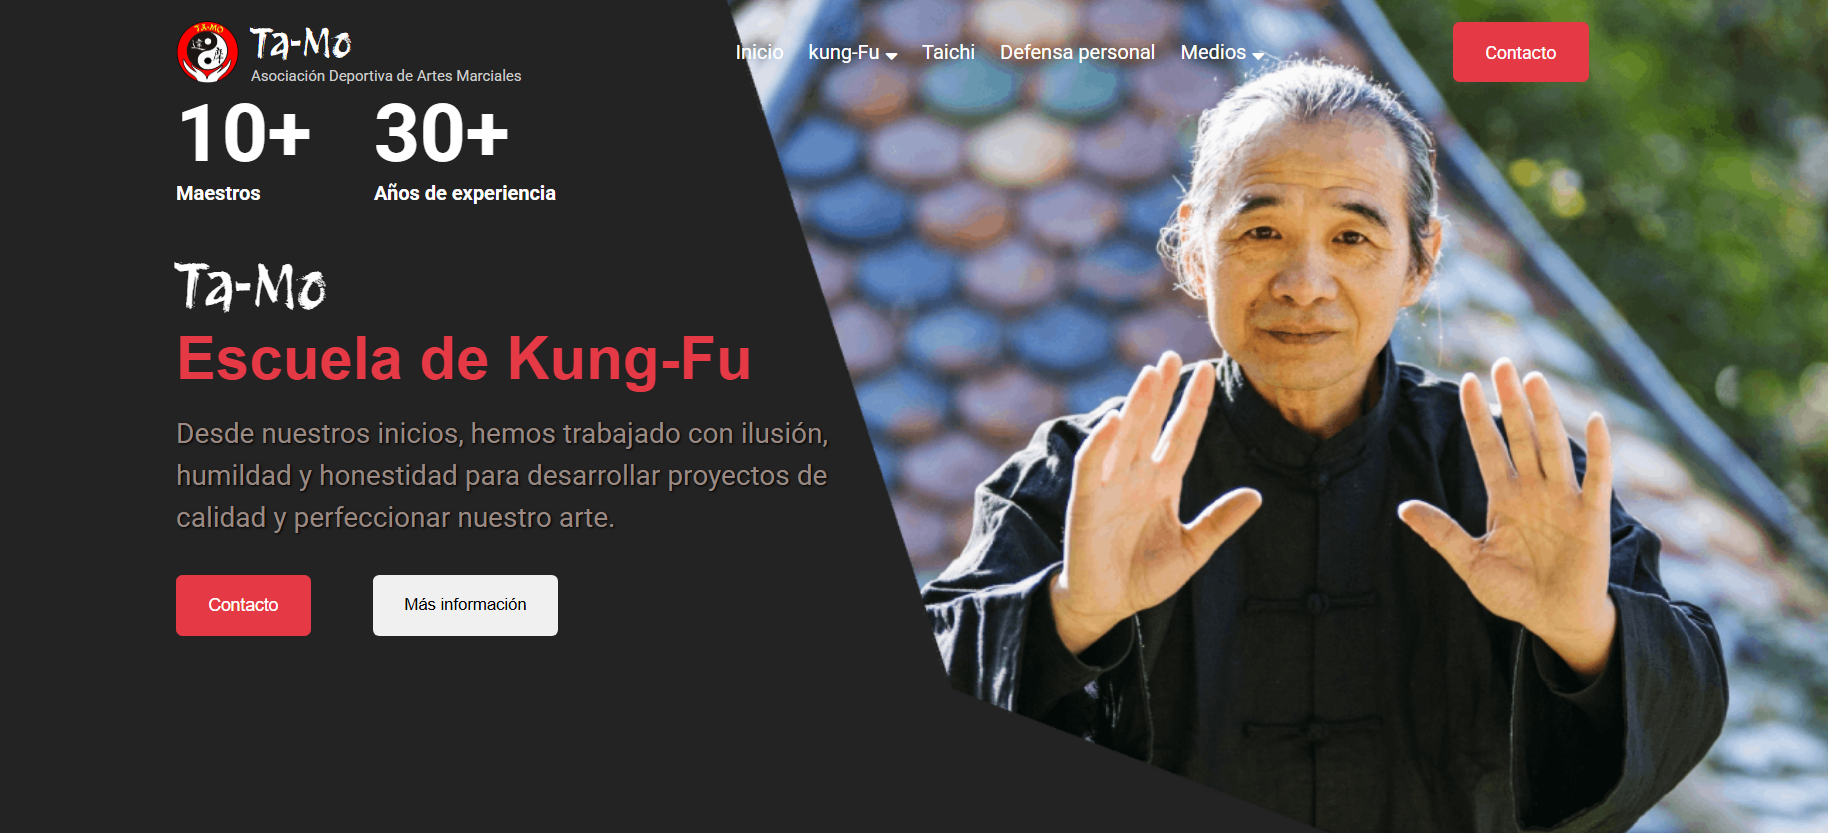 TA-MO
Ta-Mo
Asociación Deportiva de Artes Marciales
Inicio kung-Fu Taichi Defensa personal Medios
Contacto
10+ 30+
Maestros Años de experiencia
Ta-Mo
Escuela de Kung-Fu
Desde nuestros inicios, hemos trabajado con ilusión,
humildad y honestidad para desarrollar proyectos de
calidad y perfeccionar nuestro arte.
Contacto Más información